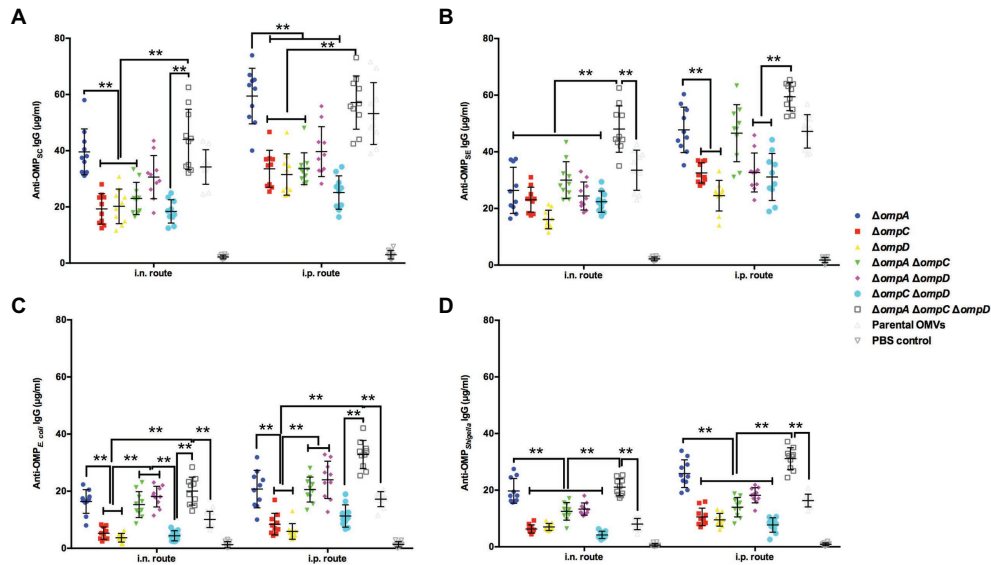 A
Anti-OMPSC IgG (μg/ml)
80
60
40
20
0
**
**
**
**
**
i.n. route
i.p. route
B
Anti-OMPSE IgG (μg/ml)
80
60
40
20
0
**
**
**
**
i.n. route
i.p. route
ΔompA
ΔompC
ΔompD
ΔompA ΔompC
ΔompA ΔompD
ΔompC ΔompD
ΔompA ΔompC ΔompD
Parental OMVs
PBS control
C
Anti-OMPE. coli IgG (μg/ml)
80
60
40
20
0
**
**
**
**
**
**
**
**
**
**
**
i.n. route
i.p. route
D
Anti-OMPShigella IgG (μg/ml)
80
60
40
20
0
**
**
**
**
**
**
i.n. route
i.p. route